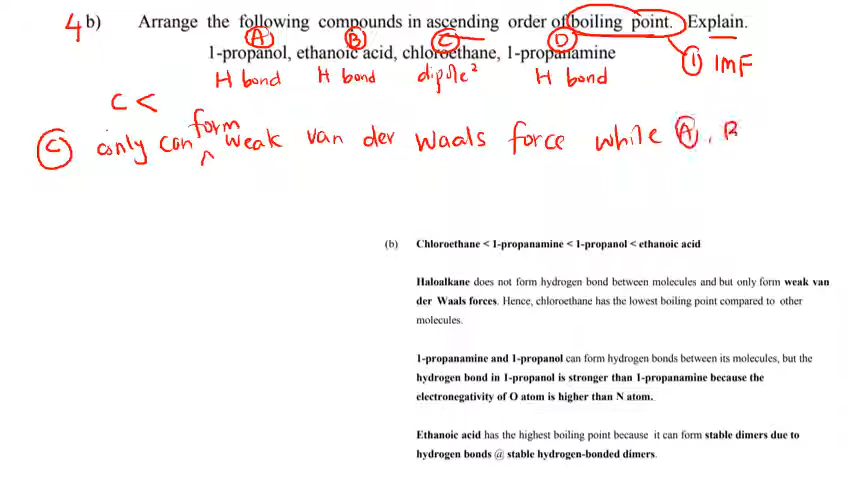 4 b) Arrange the following compounds in ascending order of boiling point. Explain.
A B C D
1-propanol, ethanoic acid, chloroethane, 1-propanamine
① IMF
H bond H bond dipole² H bond
C <
form
C only can ^ weak van der Waals force while A, B
(b) Chloroethane < 1-propanamine < 1-propanol < ethanoic acid
Haloalkane does not form hydrogen bond between molecules and but only form weak van
der Waals forces. Hence, chloroethane has the lowest boiling point compared to other
molecules.
1-propanamine and 1-propanol can form hydrogen bonds between its molecules, but the
hydrogen bond in 1-propanol is stronger than 1-propanamine because the
electronegativity of O atom is higher than N atom.
Ethanoic acid has the highest boiling point because it can form stable dimers due to
hydrogen bonds @ stable hydrogen-bonded dimers.